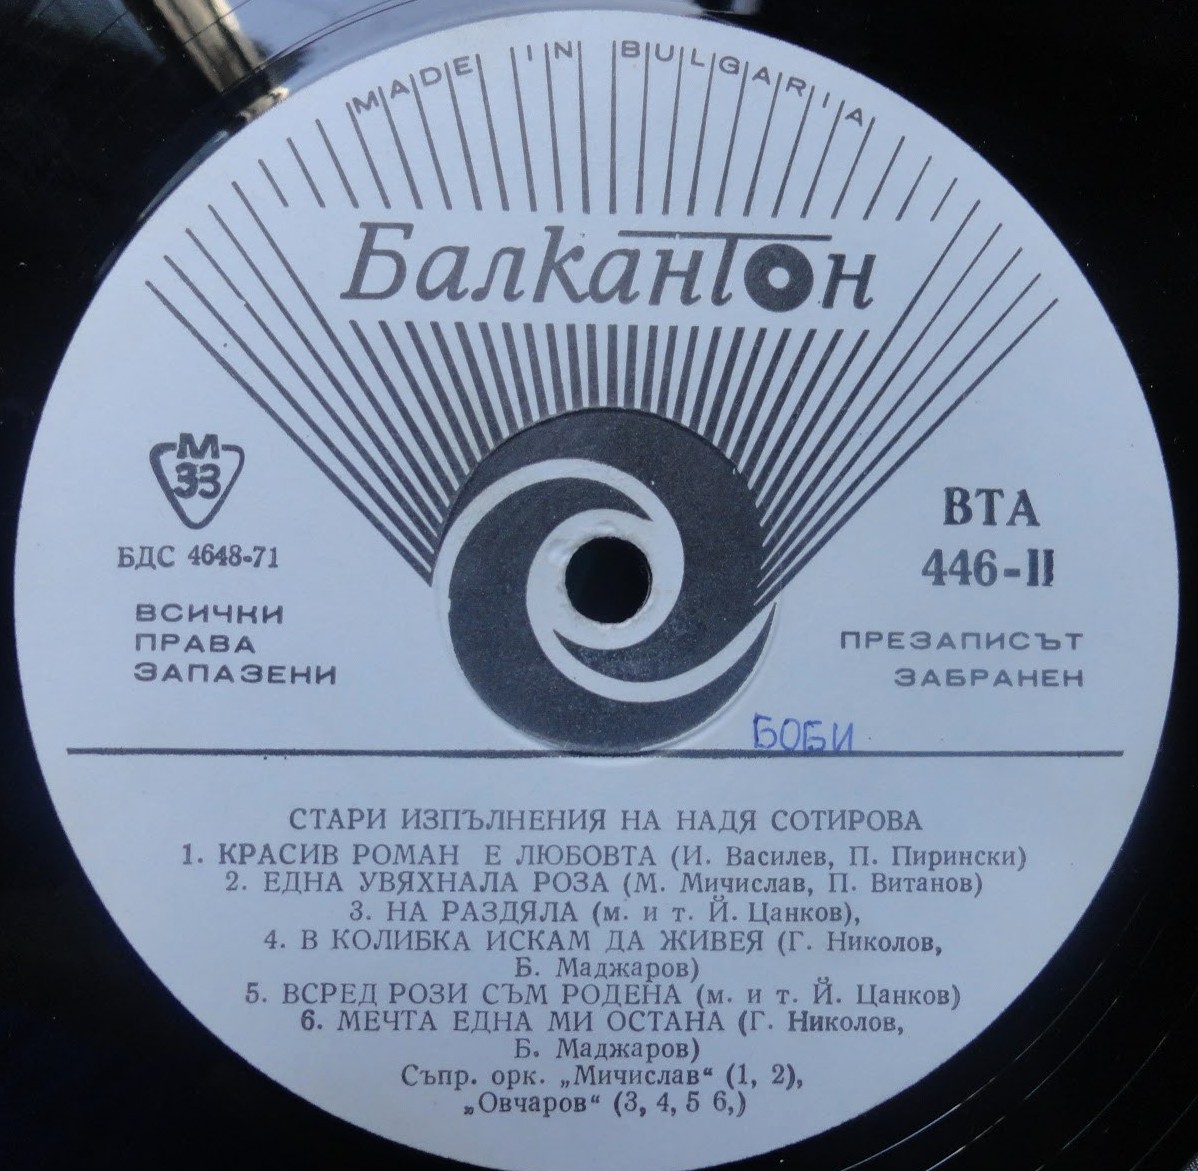 MADE IN BULGARIA
Балкантон
М
33
БДС 4648-71
ВСИЧКИ
ПРАВА
ЗАПАЗЕНИ
ВТА
446-II
ПРЕЗАПИСЪТ
ЗАБРАНЕН
БОБИ
СТАРИ ИЗПЪЛНЕНИЯ НА НАДЯ СОТИРОВА
1. КРАСИВ РОМАН Е ЛЮБОВТА (И. Василев, П. Пирински)
2. ЕДНА УВЯХНАЛА РОЗА (М. Мичислав, П. Витанов)
3. НА РАЗДЯЛА (м. и т. Й. Цанков),
4. В КОЛИБКА ИСКАМ ДА ЖИВЕЯ (Г. Николов,
Б. Маджаров)
5. ВСРЕД РОЗИ СЪМ РОДЕНА (м. и т. Й. Цанков)
6. МЕЧТА ЕДНА МИ ОСТАНА (Г. Николов,
Б. Маджаров)
Съпр. орк. „Мичислав“ (1, 2),
„Овчаров“ (3, 4, 5 6,)